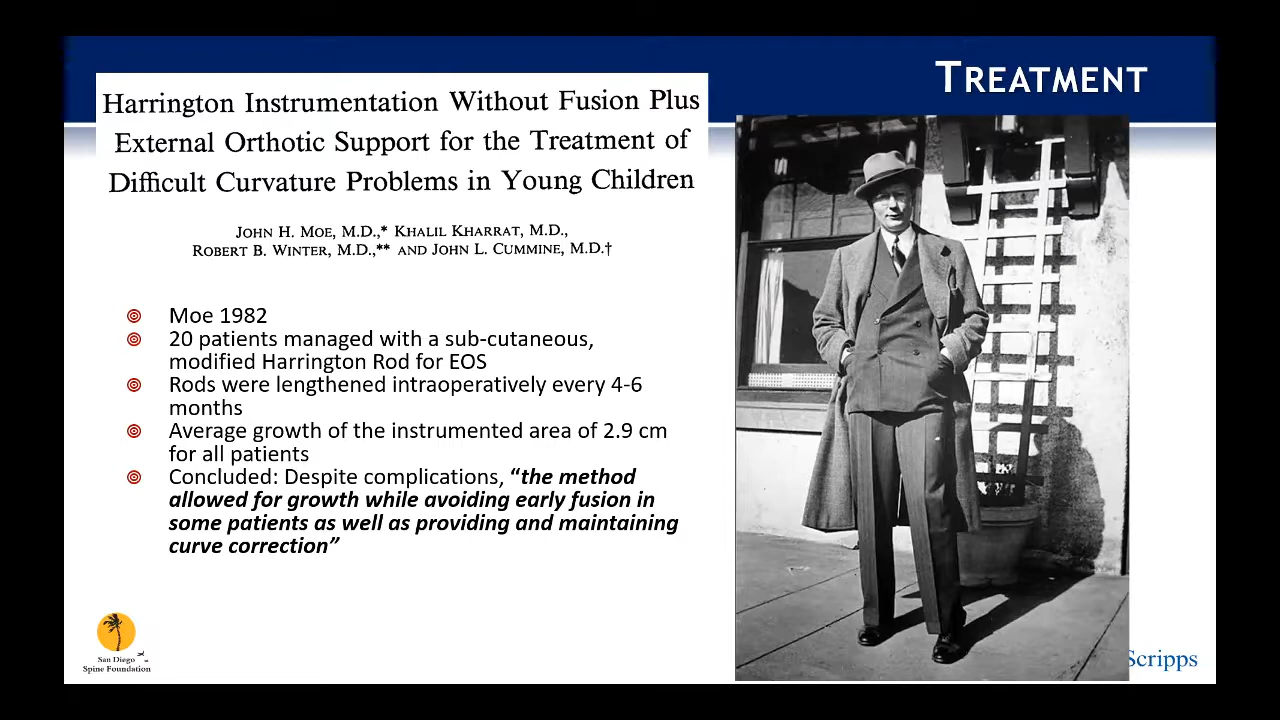 TREATMENT
Harrington Instrumentation Without Fusion Plus
External Orthotic Support for the Treatment of
Difficult Curvature Problems in Young Children
JOHN H. MOE, M.D.,* KHALIL KHARRAT, M.D.,
ROBERT B. WINTER, M.D.,** AND JOHN L. CUMMINE, M.D.†
Moe 1982
20 patients managed with a sub-cutaneous,
modified Harrington Rod for EOS
Rods were lengthened intraoperatively every 4-6
months
Average growth of the instrumented area of 2.9 cm
for all patients
Concluded: Despite complications, “the method
allowed for growth while avoiding early fusion in
some patients as well as providing and maintaining
curve correction”
San Diego
Spine Foundation
Scripps